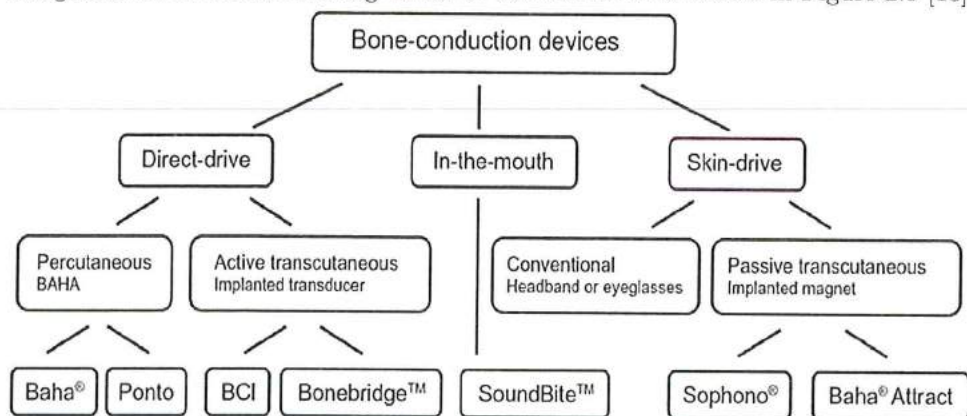 Bone-conduction devices
Direct-drive
In-the-mouth
Skin-drive
Percutaneous
BAHA
Active transcutaneous
Implanted transducer
Conventional
Headband or eyeglasses
Passive transcutaneous
Implanted magnet
Baha®
Ponto
BCI
Bonebridge™
SoundBite™
Sophono®
Baha® Attract